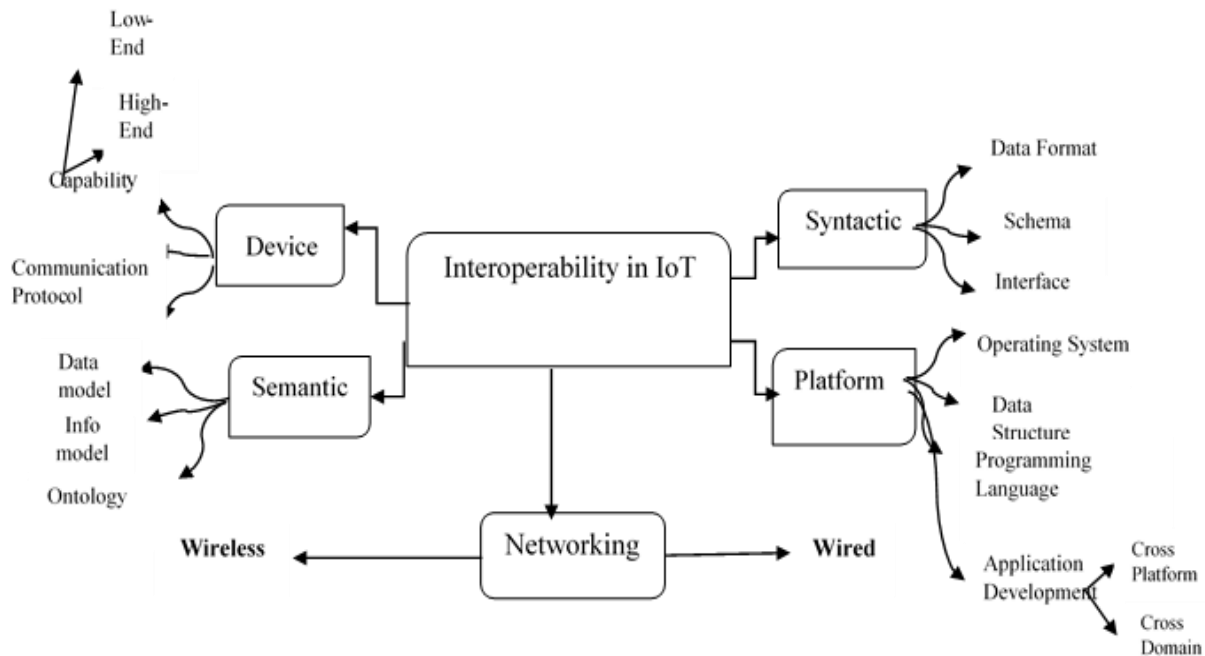 Low-
End
High-
End
Capability
Device
Communication
Protocol
Interoperability in IoT
Syntactic
Data Format
Schema
Interface
Data
model
Info
model
Ontology
Semantic
Platform
Operating System
Data
Structure
Programming
Language
Wireless
Networking
Wired
Application
Development
Cross
Platform
Cross
Domain